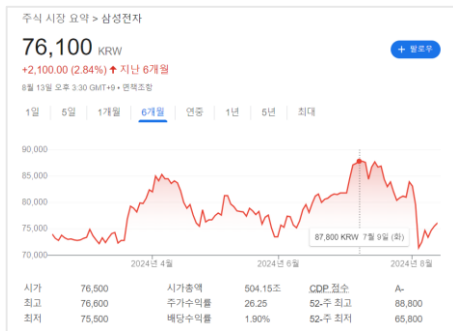 주식 시장 요약 > 삼성전자
76,100 KRW
+ 팔로우
+2,100.00 (2.84%) ↑ 지난 6개월
8월 13일 오후 3:30 GMT+9 • 면책조항
1일 5일 1개월 6개월 연중 1년 5년 최대
90,000
85,000
80,000
75,000
70,000
87,800 KRW 7월 9일 (화)
2024년 4월 2024년 6월 2024년 8월
시가 76,500 시가총액 504.15조 CDP 점수 A-
최고 76,600 주가수익률 26.25 52-주 최고 88,800
최저 75,500 배당수익률 1.90% 52-주 최저 65,800